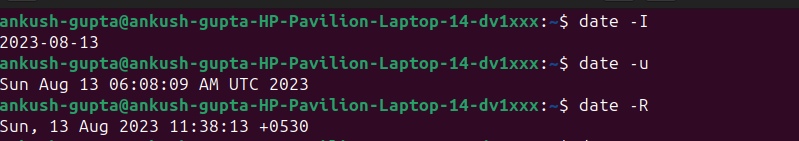 ankush-gupta@ankush-gupta-HP-Pavilion-Laptop-14-dv1xxx:~$ date -I
2023-08-13
ankush-gupta@ankush-gupta-HP-Pavilion-Laptop-14-dv1xxx:~$ date -u
Sun Aug 13 06:08:09 AM UTC 2023
ankush-gupta@ankush-gupta-HP-Pavilion-Laptop-14-dv1xxx:~$ date -R
Sun, 13 Aug 2023 11:38:13 +0530